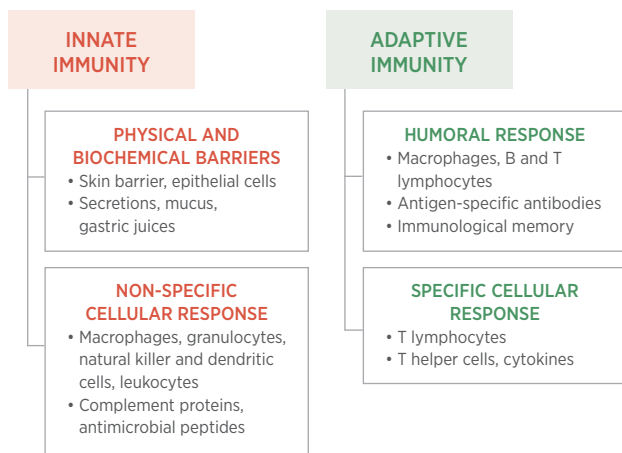 INNATE
IMMUNITY
PHYSICAL AND
BIOCHEMICAL BARRIERS
• Skin barrier, epithelial cells
• Secretions, mucus,
gastric juices
NON-SPECIFIC
CELLULAR RESPONSE
• Macrophages, granulocytes,
natural killer and dendritic
cells, leukocytes
• Complement proteins,
antimicrobial peptides
ADAPTIVE
IMMUNITY
HUMORAL RESPONSE
• Macrophages, B and T
lymphocytes
• Antigen-specific antibodies
• Immunological memory
SPECIFIC CELLULAR
RESPONSE
• T lymphocytes
• T helper cells, cytokines